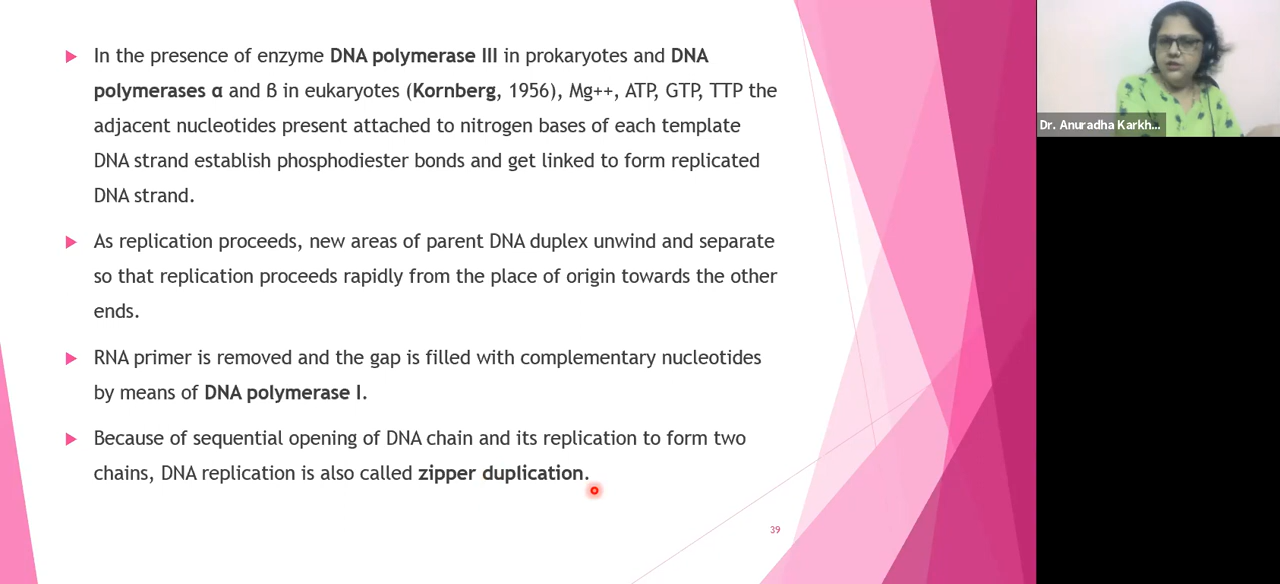 In the presence of enzyme DNA polymerase III in prokaryotes and DNA
polymerases α and β in eukaryotes (Kornberg, 1956), Mg++, ATP, GTP, TTP the
adjacent nucleotides present attached to nitrogen bases of each template
DNA strand establish phosphodiester bonds and get linked to form replicated
DNA strand.
As replication proceeds, new areas of parent DNA duplex unwind and separate
so that replication proceeds rapidly from the place of origin towards the other
ends.
RNA primer is removed and the gap is filled with complementary nucleotides
by means of DNA polymerase I.
Because of sequential opening of DNA chain and its replication to form two
chains, DNA replication is also called zipper duplication.
39
Dr. Anuradha Karkh...